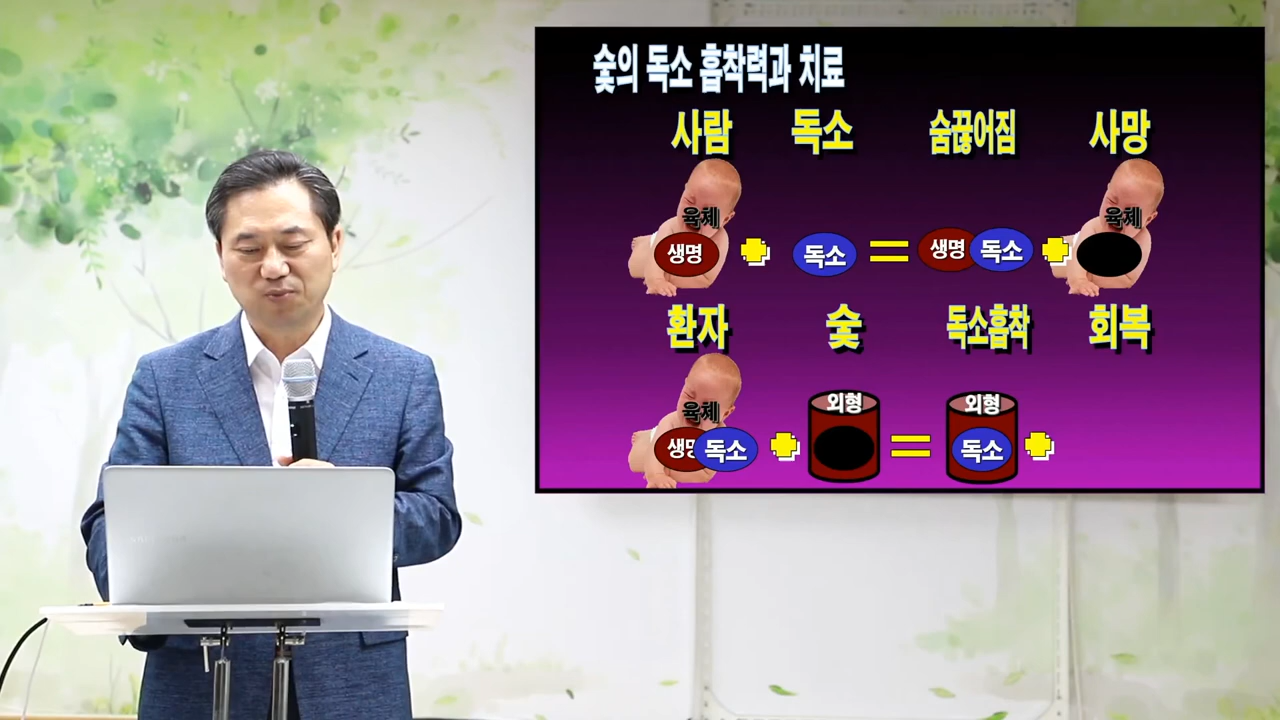 숯의 독소 흡착력과 치료
사람 독소 숨끊어짐 사망
육체 육체
생명 독소 생명 독소
환자 숯 독소흡착 회복
육체 외형 외형
생명 독소 독소